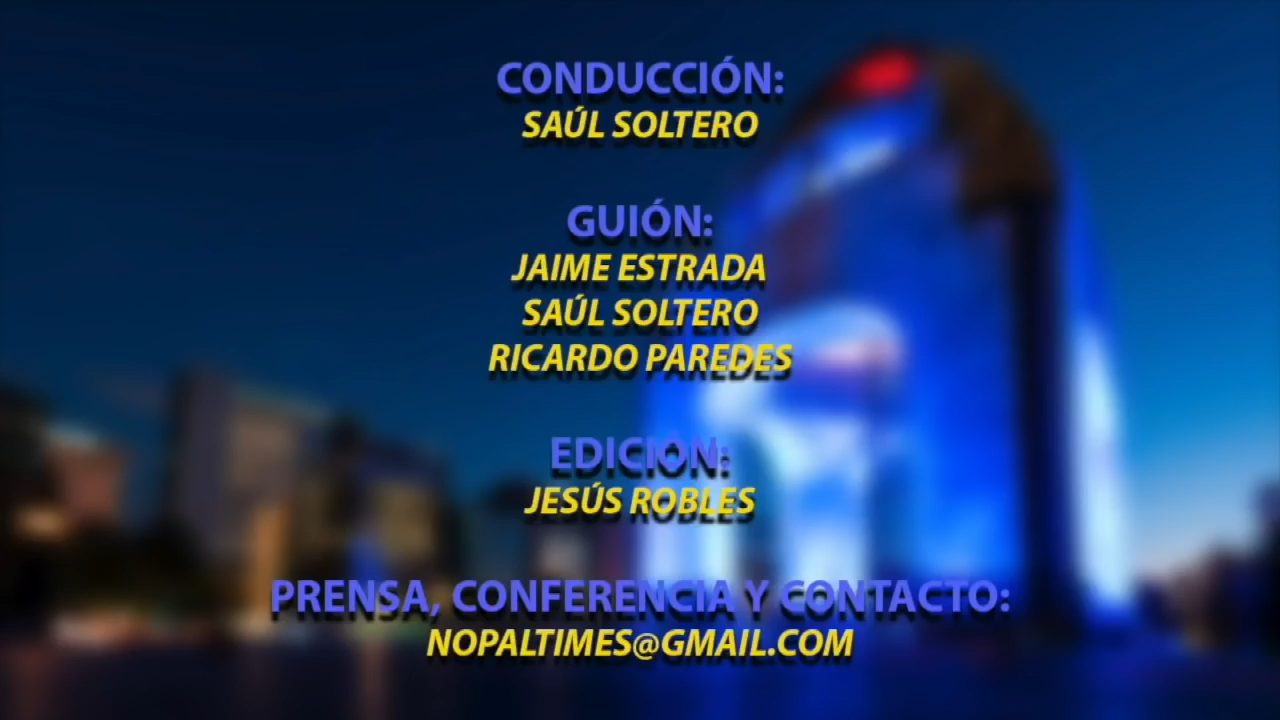 CONDUCCIÓN:
SAÚL SOLTERO
GUIÓN:
JAIME ESTRADA
SAÚL SOLTERO
RICARDO PAREDES
EDICIÓN:
JESÚS ROBLES
PRENSA, CONFERENCIA Y CONTACTO:
NOPALTIMES@GMAIL.COM